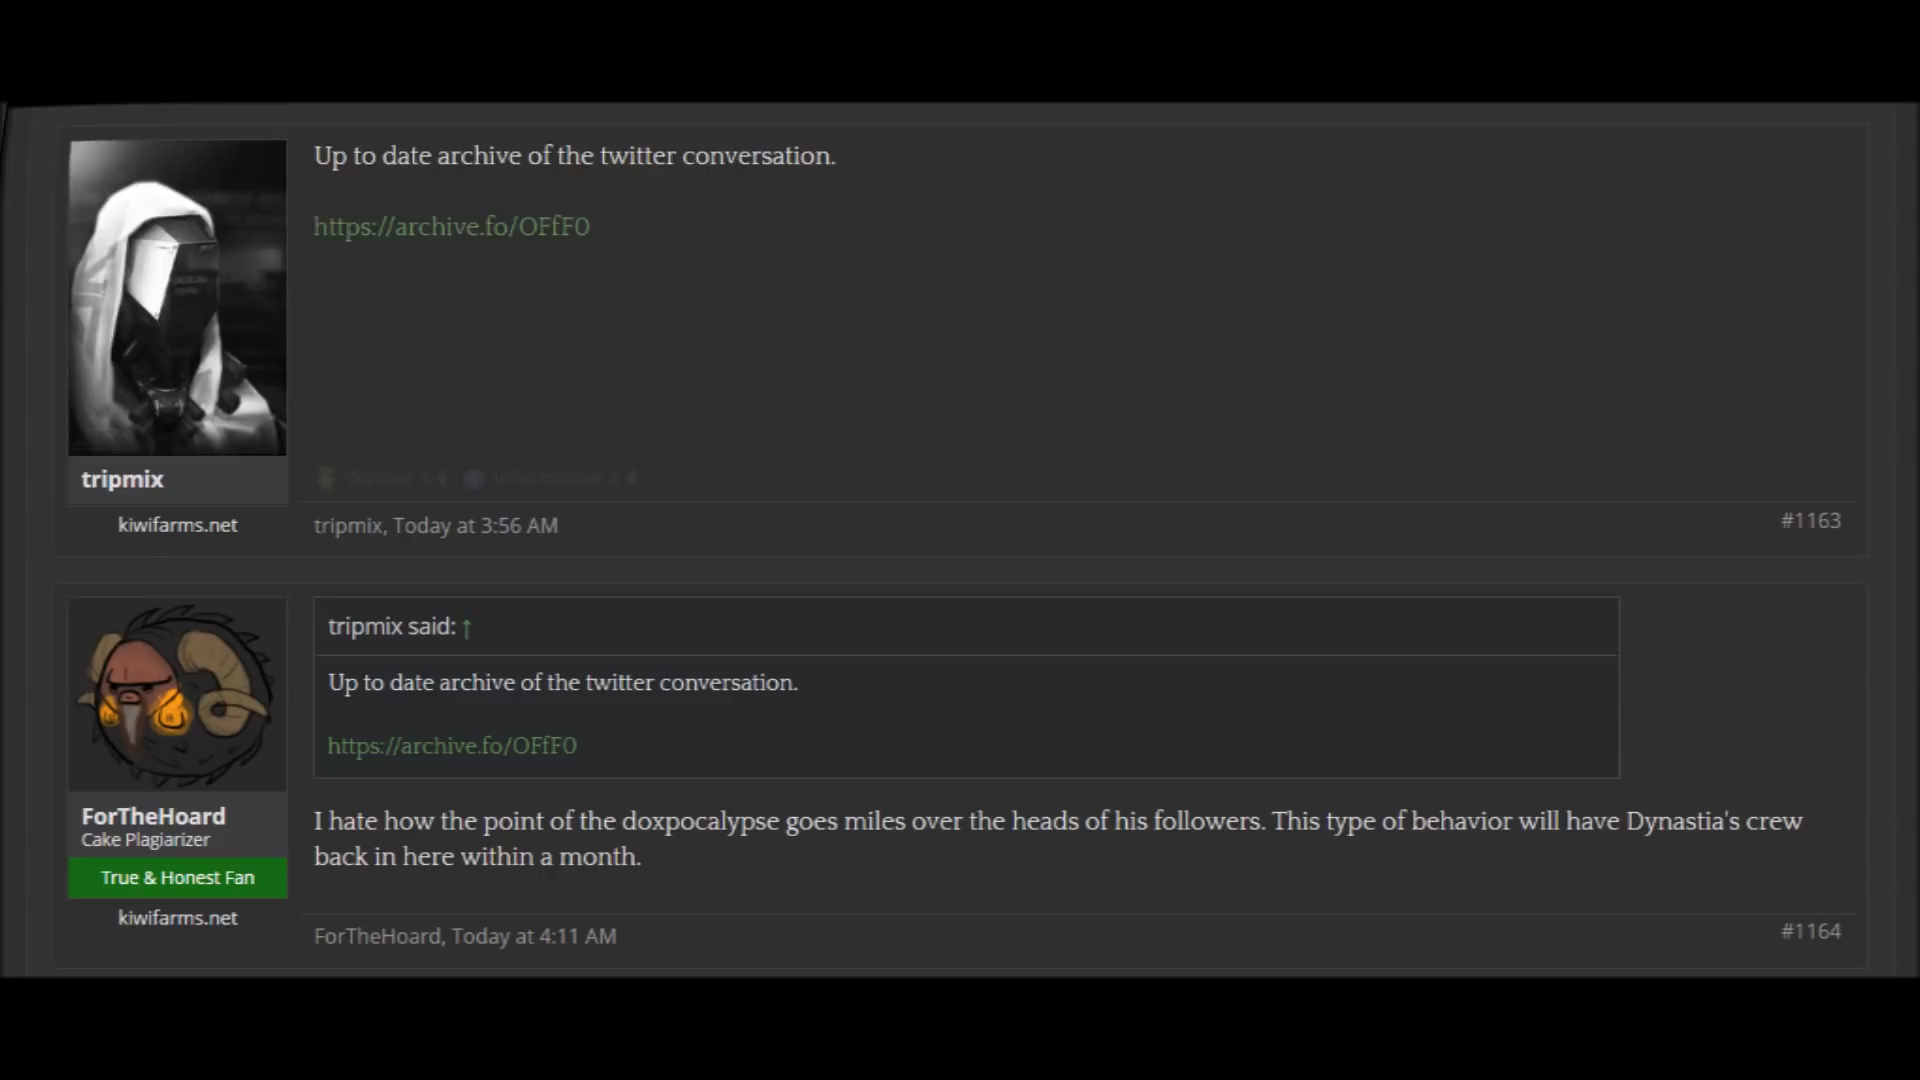 Up to date archive of the twitter conversation.
https://archive.fo/OFfF0
tripmix
Winner x 4 Informative x 4
kiwifarms.net
tripmix, Today at 3:56 AM
#1163
tripmix said: ↑
Up to date archive of the twitter conversation.
https://archive.fo/OFfF0
ForTheHoard
Cake Plagiarizer
True & Honest Fan
kiwifarms.net
I hate how the point of the doxpocalypse goes miles over the heads of his followers. This type of behavior will have Dynastia's crew
back in here within a month.
ForTheHoard, Today at 4:11 AM
#1164